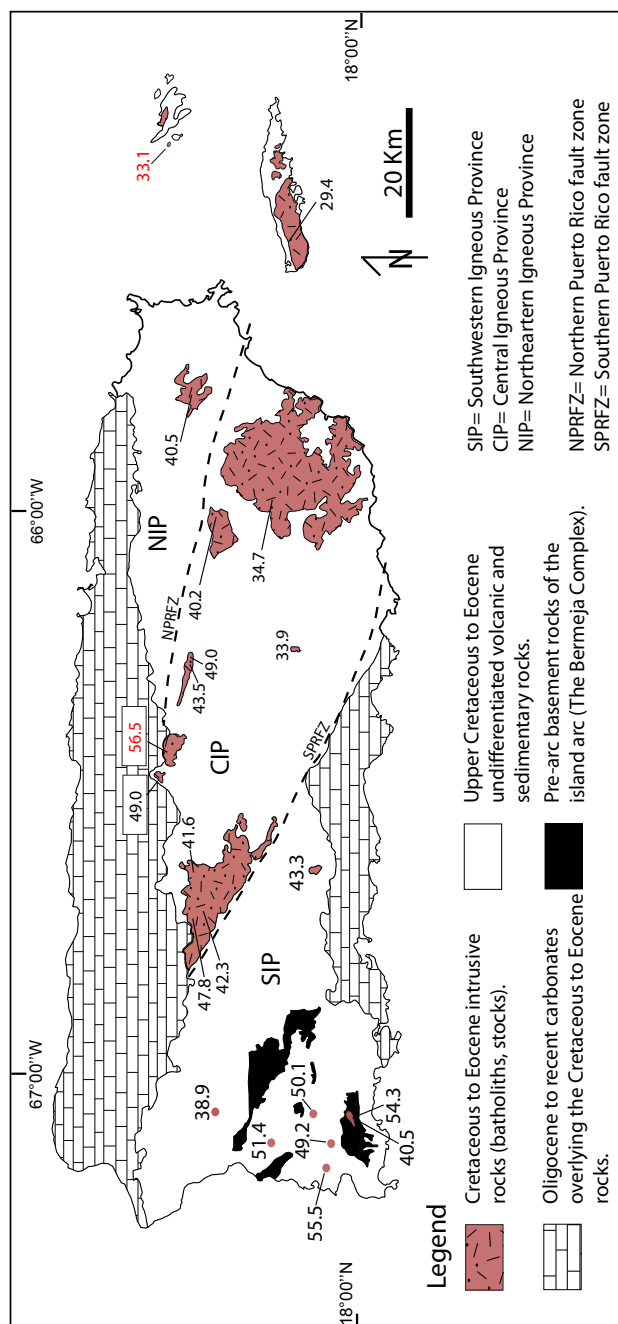 67°00"W
66°00"W
18°00"N
18°00"N
33.1
29.4
20 Km
N
40.5
NIP
40.2
NPRFZ
34.7
49.0
43.5
33.9
56.5
49.0
CIP
SPRFZ
41.6
47.8
42.3
43.3
SIP
38.9
51.4
50.1
49.2
54.3
40.5
55.5
Legend
Cretaceous to Eocene intrusive
rocks (batholiths, stocks).
Oligocene to recent carbonates
overlying the Cretaceous to Eocene
rocks.
Upper Cretaceous to Eocene
undifferentiated volcanic and
sedimentary rocks.
Pre-arc basement rocks of the
island arc (The Bermeja Complex).
SIP= Southwestern Igneous Province
CIP= Central Igneous Province
NIP= Northeartern Igneous Province
NPRFZ= Northern Puerto Rico fault zone
SPRFZ= Southern Puerto Rico fault zone